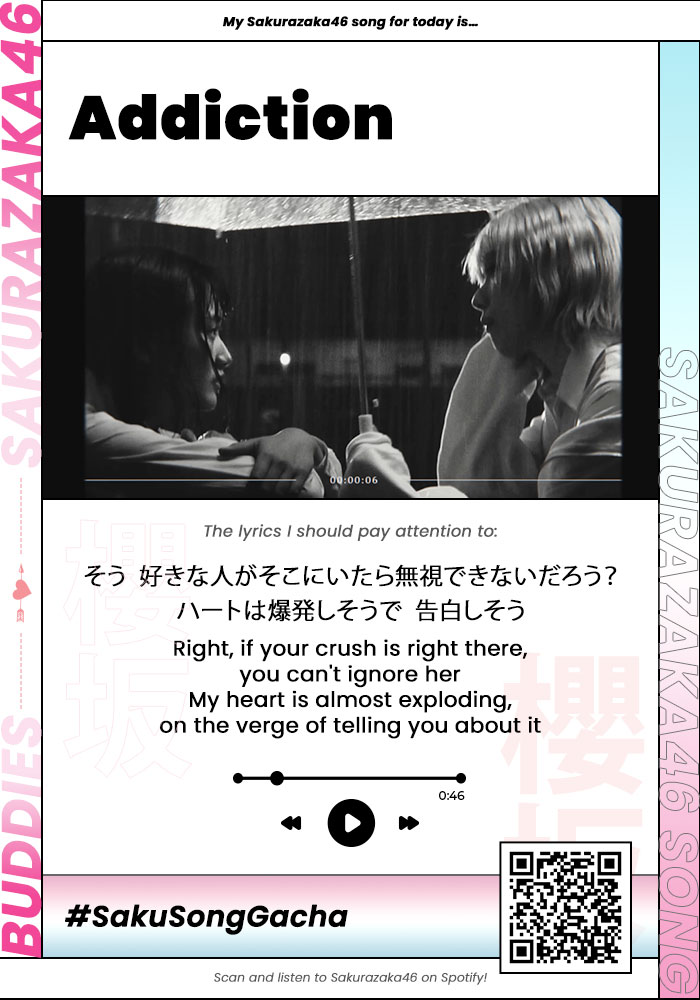 My Sakurazaka46 song for today is...
Addiction
00:00:06
The lyrics I should pay attention to:
そう 好きな人がそこにいたら無視できないだろう?
ハートは爆発しそうで 告白しそう
Right, if your crush is right there,
you can't ignore her
My heart is almost exploding,
on the verge of telling you about it
0:46
#SakuSongGacha
Scan and listen to Sakurazaka46 on Spotify!
BUDDIES
SAKURAZAKA46
SAKURAZAKA46 SONG
櫻坂
櫻坂